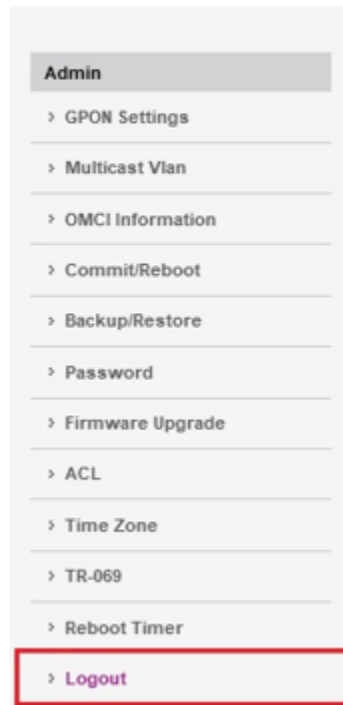 Admin
> GPON Settings
> Multicast Vlan
> OMCI Information
> Commit/Reboot
> Backup/Restore
> Password
> Firmware Upgrade
> ACL
> Time Zone
> TR-069
> Reboot Timer
> Logout